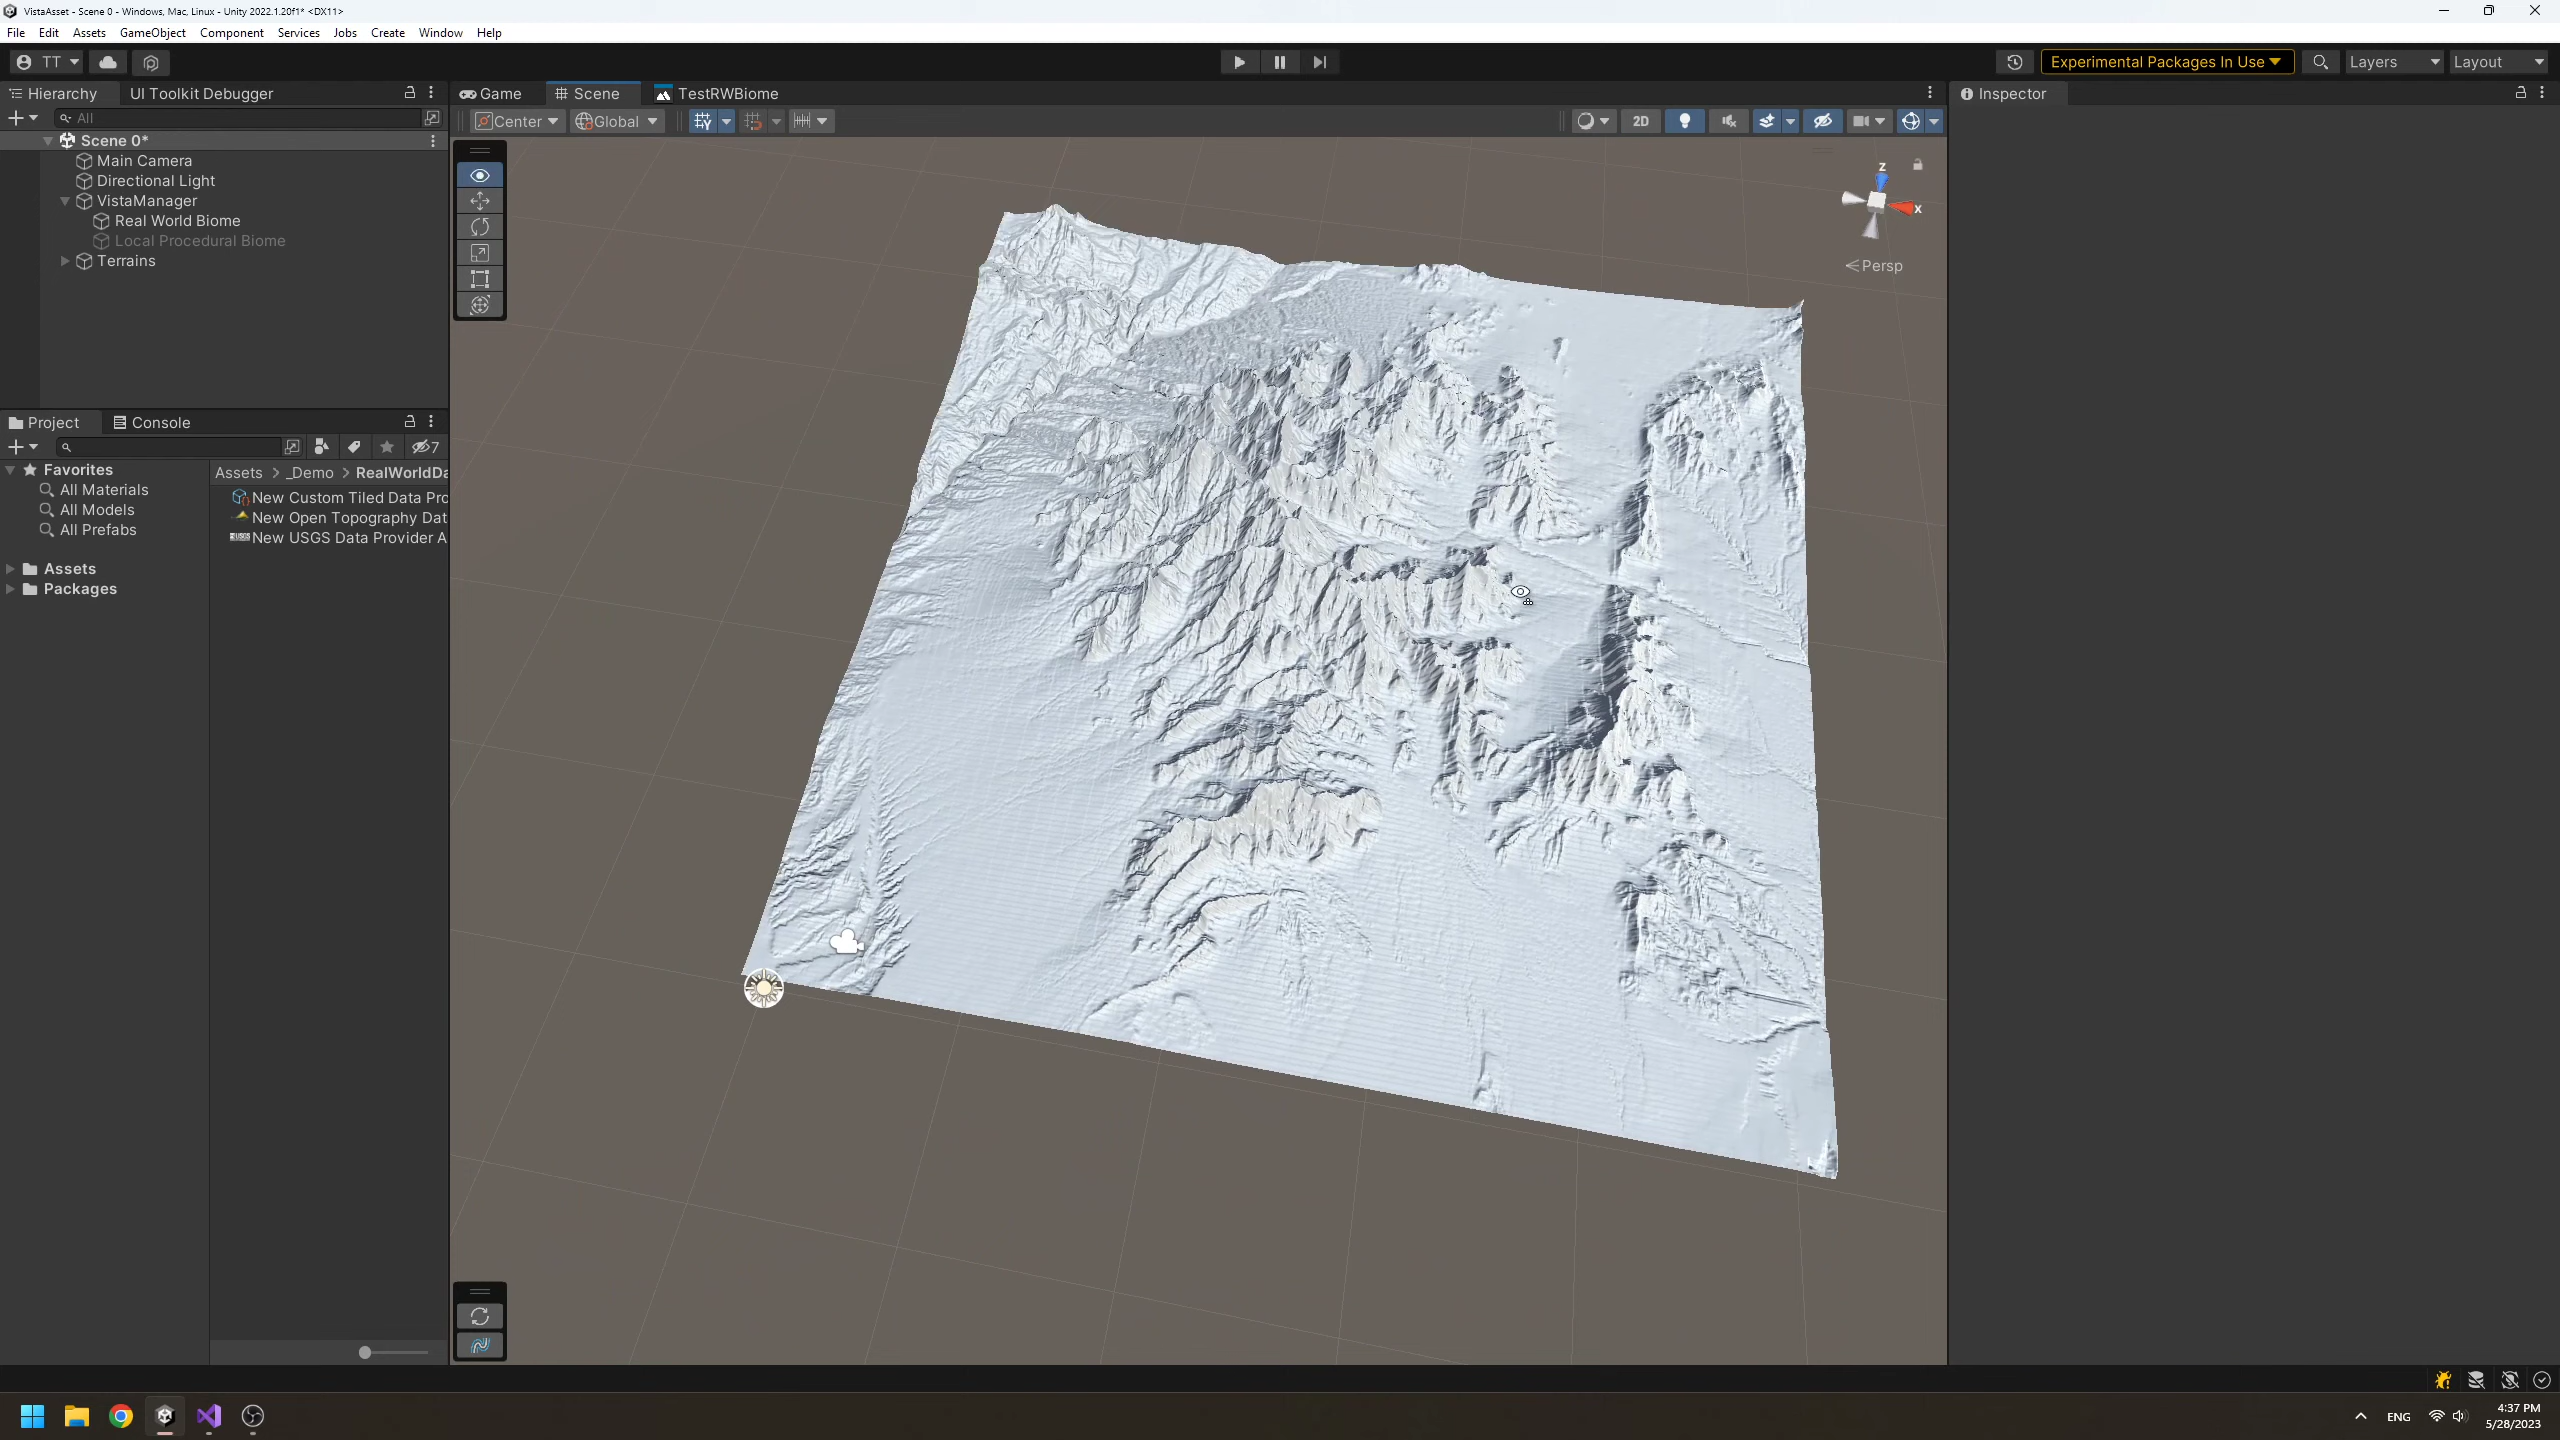 VistaAsset - Scene 0 - Windows, Mac, Linux - Unity 2022.1.20f1* <DX11>
File Edit Assets GameObject Component Services Jobs Create Window Help
TT Experimental Packages In Use Layers Layout
Hierarchy UI Toolkit Debugger
Game Scene TestRWBiome
Inspector
All
Center Global 2D
Scene 0*
Main Camera
Directional Light
VistaManager
Real World Biome
Local Procedural Biome
Terrains
z
x
Persp
Project Console
7
Favorites
All Materials
All Models
All Prefabs
Assets
Packages
Assets > _Demo > RealWorldDa
New Custom Tiled Data Pro
New Open Topography Dat
USGS New USGS Data Provider A
ENG
4:37 PM
5/28/2023